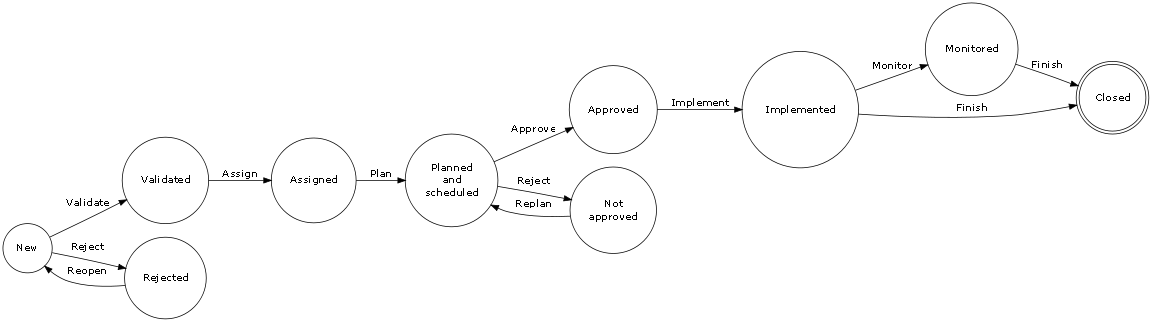 Monitored
Monitor
Finish
Closed
Implement
Finish
Approved
Implemented
Approve
Validated
Assign
Assigned
Plan
Planned
and
scheduled
Reject
Replan
Not
approved
Validate
New
Reject
Reopen
Rejected